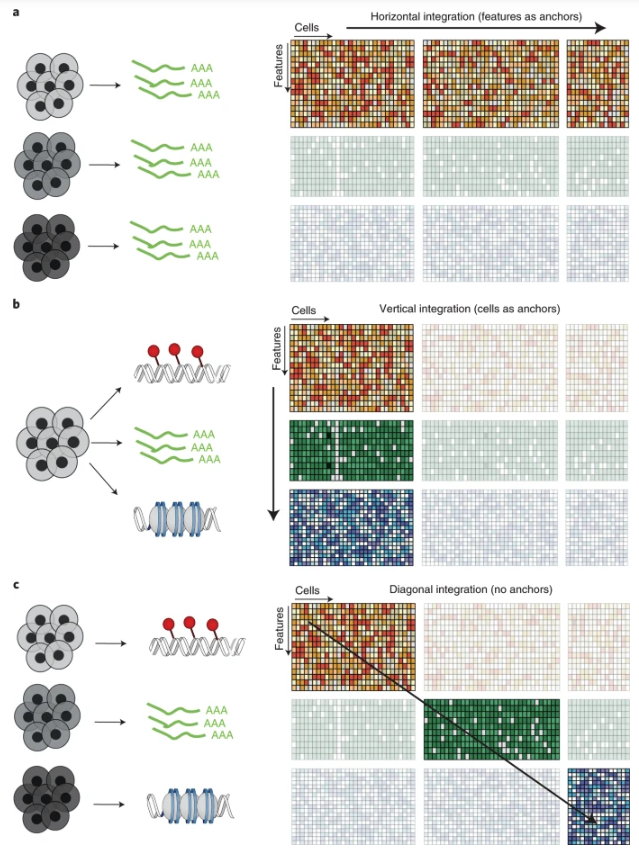 a
Horizontal integration (features as anchors)
Cells
Features
AAA
AAA
AAA
AAA
AAA
AAA
AAA
AAA
AAA
b
Vertical integration (cells as anchors)
Cells
Features
AAA
AAA
AAA
c
Diagonal integration (no anchors)
Cells
Features
AAA
AAA
AAA